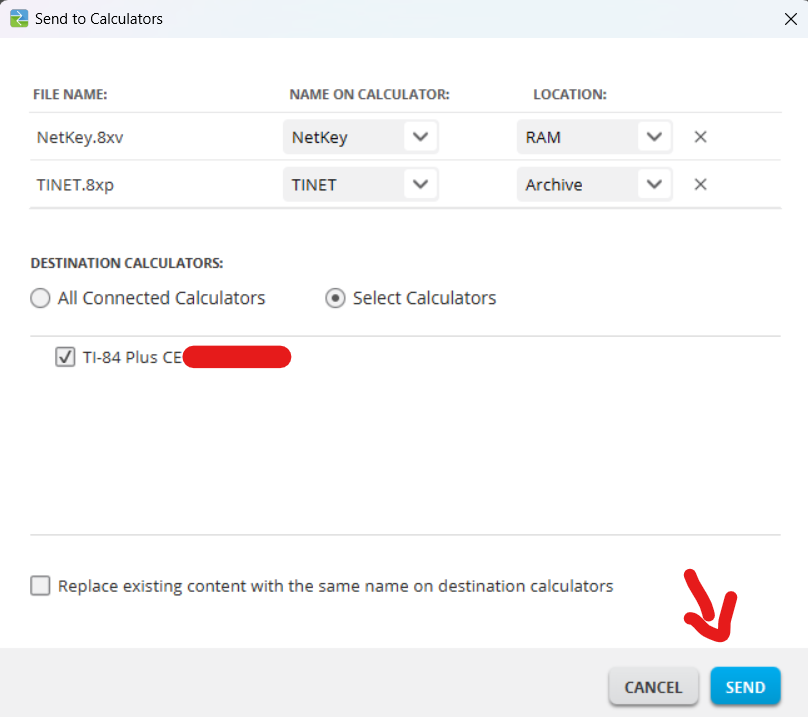 Send to Calculators
FILE NAME: NAME ON CALCULATOR: LOCATION:
NetKey.8xv NetKey RAM
TINET.8xp TINET Archive
DESTINATION CALCULATORS:
All Connected Calculators Select Calculators
TI-84 Plus CE
Replace existing content with the same name on destination calculators
CANCEL SEND